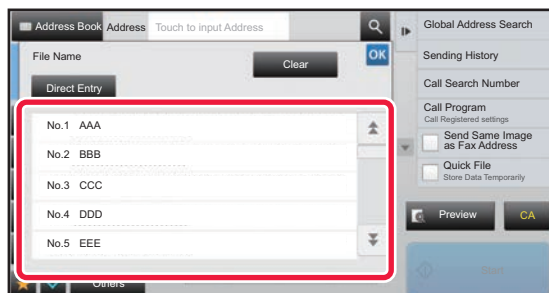 Address Book Address Touch to input Address
File Name
Clear
OK
Direct Entry
No.1 AAA
No.2 BBB
No.3 CCC
No.4 DDD
No.5 EEE
Others
Global Address Search
Sending History
Call Search Number
Call Program
Call Registered settings
Send Same Image
as Fax Address
Quick File
Store Data Temporarily
Preview
CA
Start